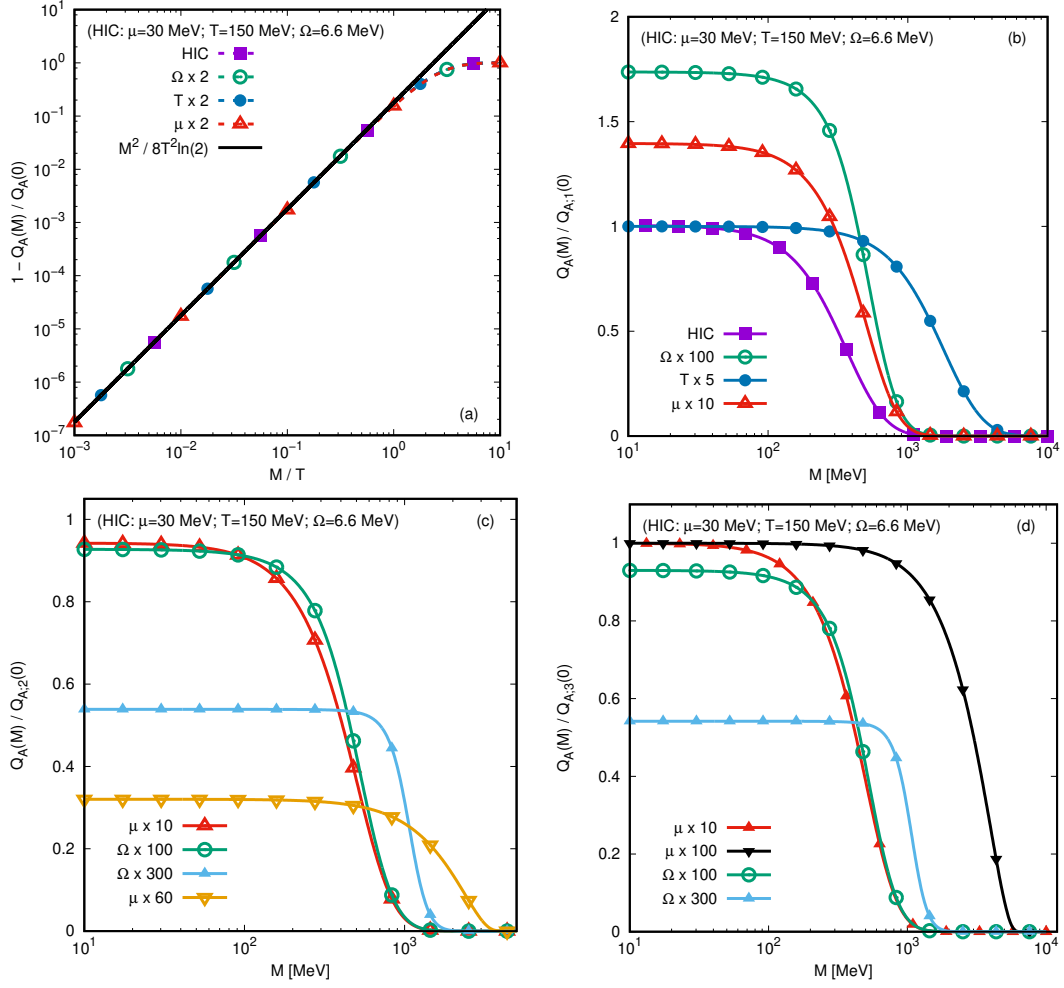 (HIC: μ=30 MeV; T=150 MeV; Ω=6.6 MeV)
HIC
Ω x 2
T x 2
μ x 2
M² / 8T²ln(2)
10¹
10⁰
10⁻¹
10⁻²
10⁻³
10⁻⁴
10⁻⁵
10⁻⁶
10⁻⁷
1 − Q_A(M) / Q_A(0)
(a)
10⁻³
10⁻²
10⁻¹
10⁰
10¹
M / T
(HIC: μ=30 MeV; T=150 MeV; Ω=6.6 MeV)
(b)
2
1.5
1
0.5
0
Q_A(M) / Q_A;1(0)
HIC
Ω x 100
T x 5
μ x 10
10
10²
10³
10⁴
M [MeV]
(HIC: μ=30 MeV; T=150 MeV; Ω=6.6 MeV)
(c)
1
0.8
0.6
0.4
0.2
0
Q_A(M) / Q_A;2(0)
μ x 10
Ω x 100
Ω x 300
μ x 60
10¹
10²
10³
M [MeV]
(HIC: μ=30 MeV; T=150 MeV; Ω=6.6 MeV)
(d)
1
0.8
0.6
0.4
0.2
0
Q_A(M) / Q_A;3(0)
μ x 10
μ x 100
Ω x 100
Ω x 300
10¹
10²
10³
10⁴
M [MeV]